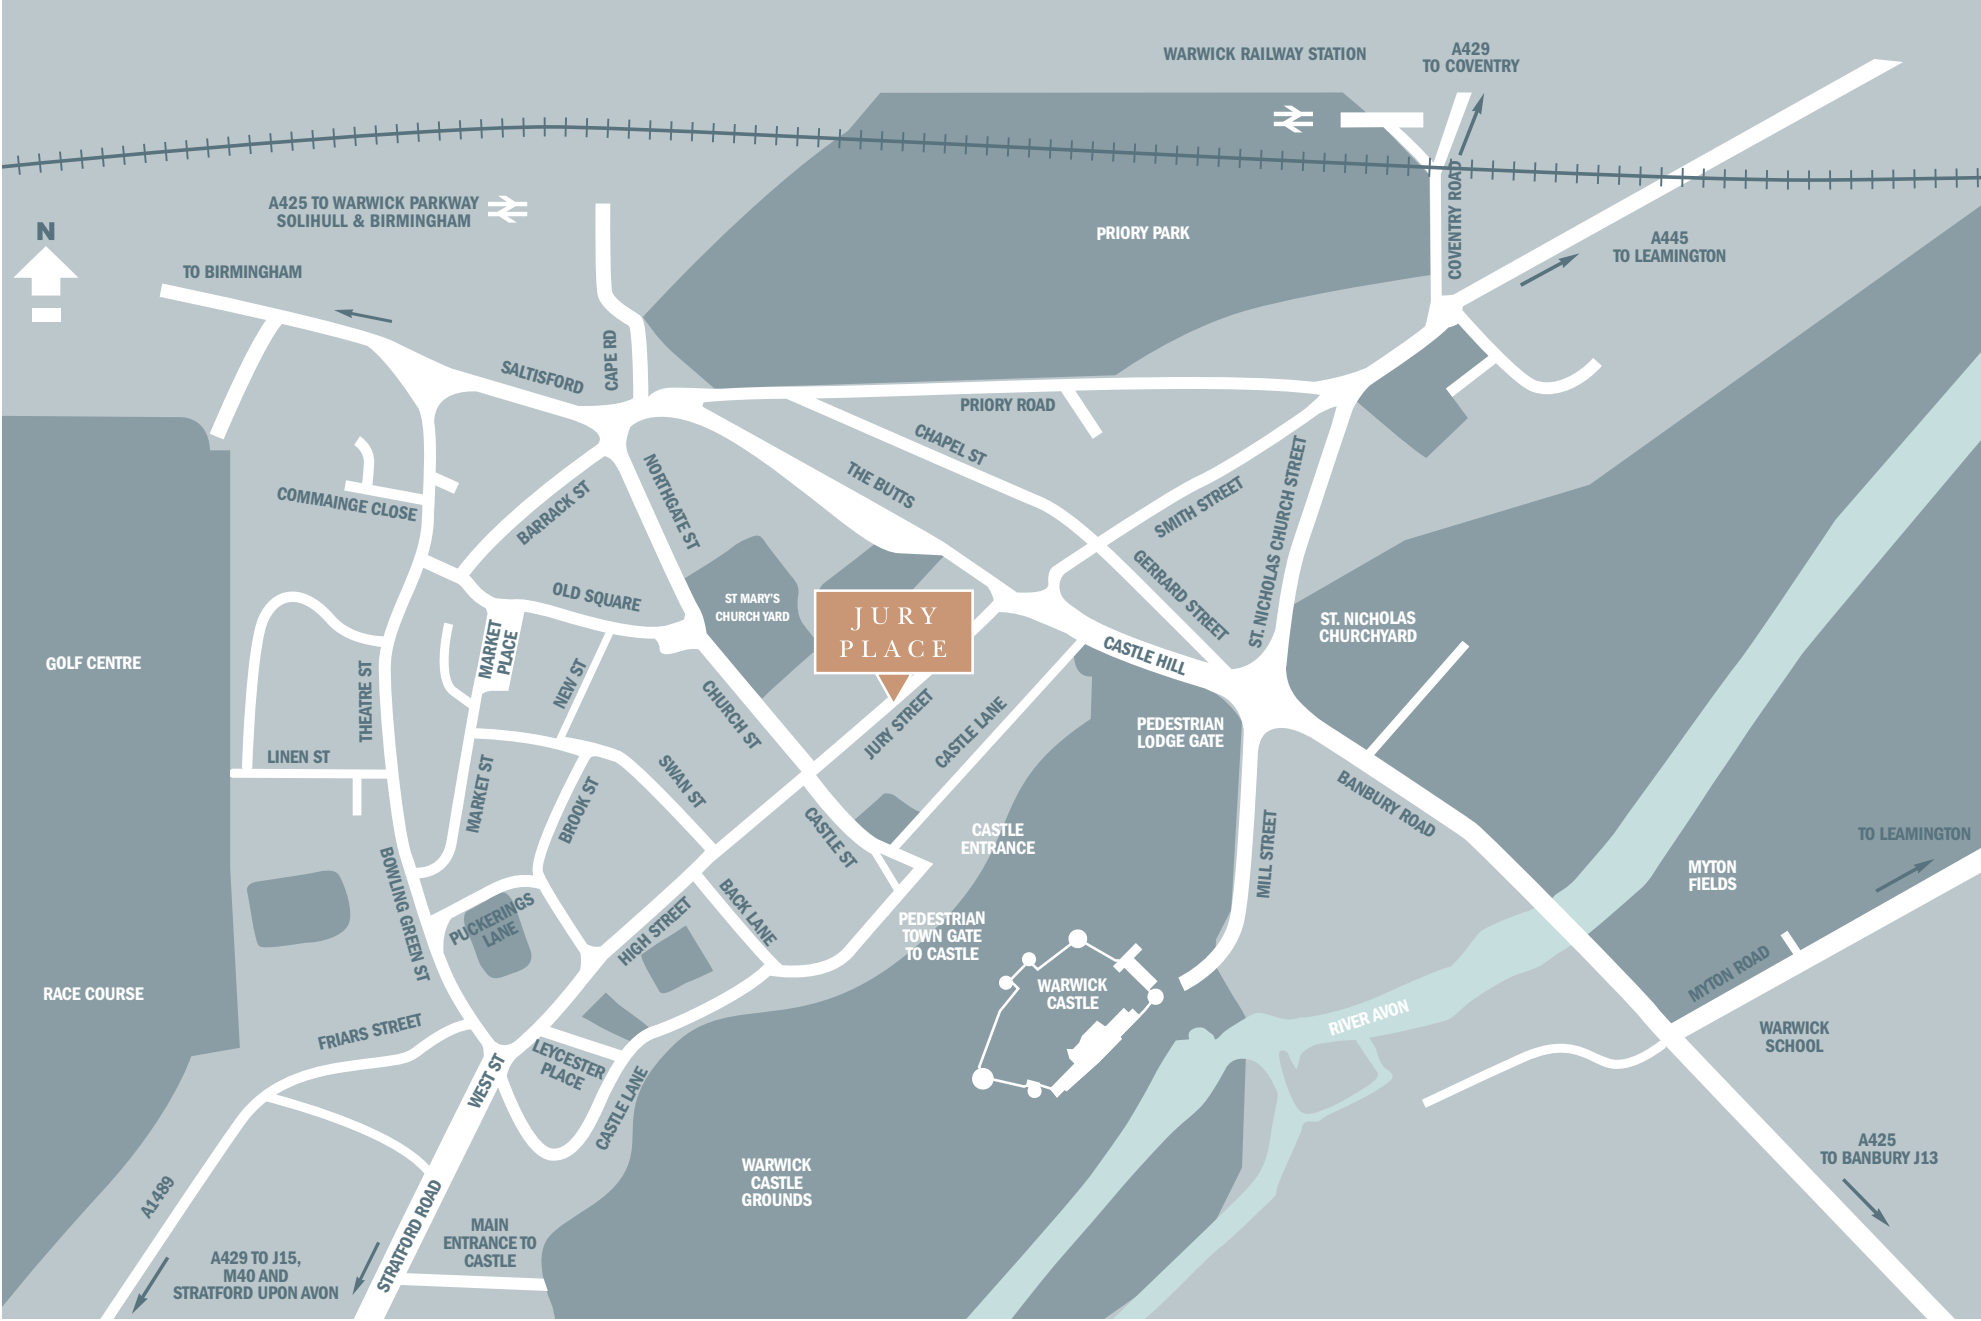 WARWICK RAILWAY STATION
A429
TO COVENTRY
A425 TO WARWICK PARKWAY
SOLIHULL & BIRMINGHAM
N
TO BIRMINGHAM
PRIORY PARK
COVENTRY ROAD
A445
TO LEAMINGTON
SALTISFORD
CAPE RD
PRIORY ROAD
CHAPEL ST
THE BUTTS
NORTHGATE ST
COMMAINGE CLOSE
BARRACK ST
SMITH STREET
ST. NICHOLAS CHURCH STREET
GERRARD STREET
OLD SQUARE
ST MARY'S
CHURCH YARD
JURY
PLACE
ST. NICHOLAS
CHURCHYARD
MARKET
PLACE
CASTLE HILL
GOLF CENTRE
THEATRE ST
NEW ST
CHURCH ST
JURY STREET
CASTLE LANE
PEDESTRIAN
LODGE GATE
LINEN ST
MARKET ST
BROOK ST
SWAN ST
CASTLE ST
CASTLE
ENTRANCE
MILL STREET
BANBURY ROAD
TO LEAMINGTON
MYTON
FIELDS
BOWLING GREEN ST
PUCKERINGS
LANE
HIGH STREET
BACK LANE
PEDESTRIAN
TOWN GATE
TO CASTLE
MYTON ROAD
RACE COURSE
WARWICK
CASTLE
RIVER AVON
FRIARS STREET
WARWICK
SCHOOL
LEYCESTER
PLACE
WEST ST
CASTLE LANE
WARWICK
CASTLE
GROUNDS
A425
TO BANBURY J13
A1489
STRATFORD ROAD
MAIN
ENTRANCE TO
CASTLE
A429 TO J15,
M40 AND
STRATFORD UPON AVON